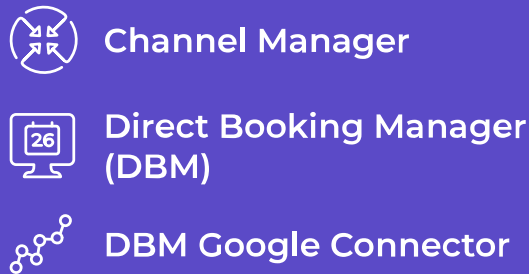 Channel Manager
26
Direct Booking Manager
(DBM)
DBM Google Connector